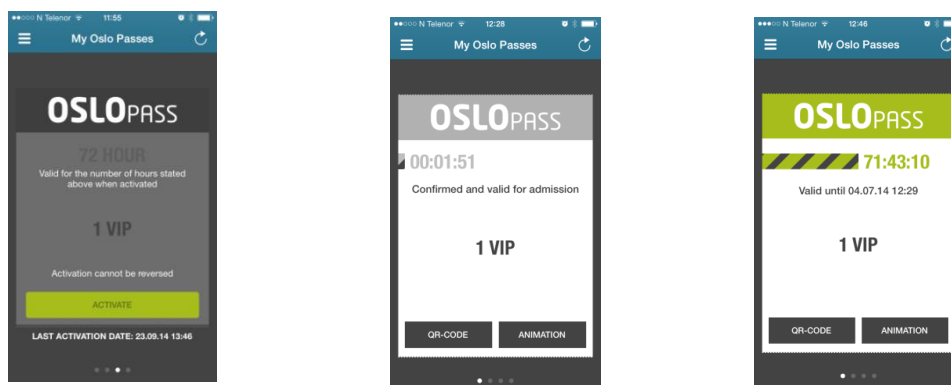 ●●○○○ N Telenor 11:55
My Oslo Passes
OSLOPASS
72 HOUR
Valid for the number of hours stated
above when activated
1 VIP
Activation cannot be reversed
ACTIVATE
LAST ACTIVATION DATE: 23.09.14 13:46
●●○○○ N Telenor 12:28
My Oslo Passes
OSLOPASS
00:01:51
Confirmed and valid for admission
1 VIP
QR-CODE ANIMATION
●●●○○ N Telenor 12:46
My Oslo Passes
OSLOPASS
71:43:10
Valid until 04.07.14 12:29
1 VIP
QR-CODE ANIMATION